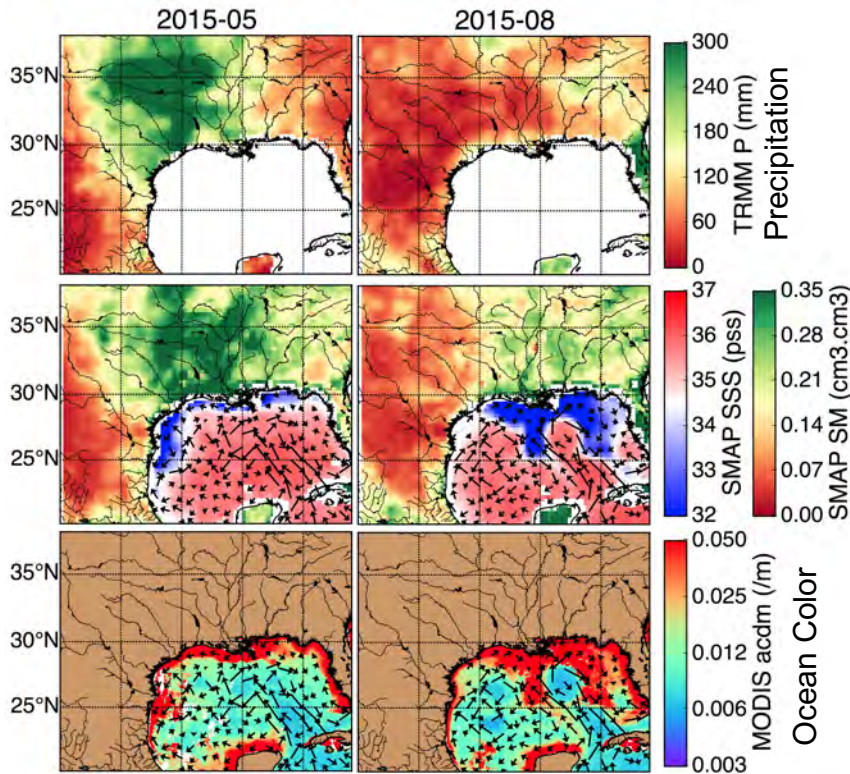 2015-05 2015-08
35°N
30°N
25°N
300
240
180
120
60
0
TRMM P (mm)
Precipitation
35°N
30°N
25°N
37
36
35
34
33
32
SMAP SSS (pss)
0.35
0.28
0.21
0.14
0.07
0.00
SMAP SM (cm3.cm3)
35°N
30°N
25°N
0.050
0.025
0.012
0.006
0.003
MODIS acdm (/m)
Ocean Color